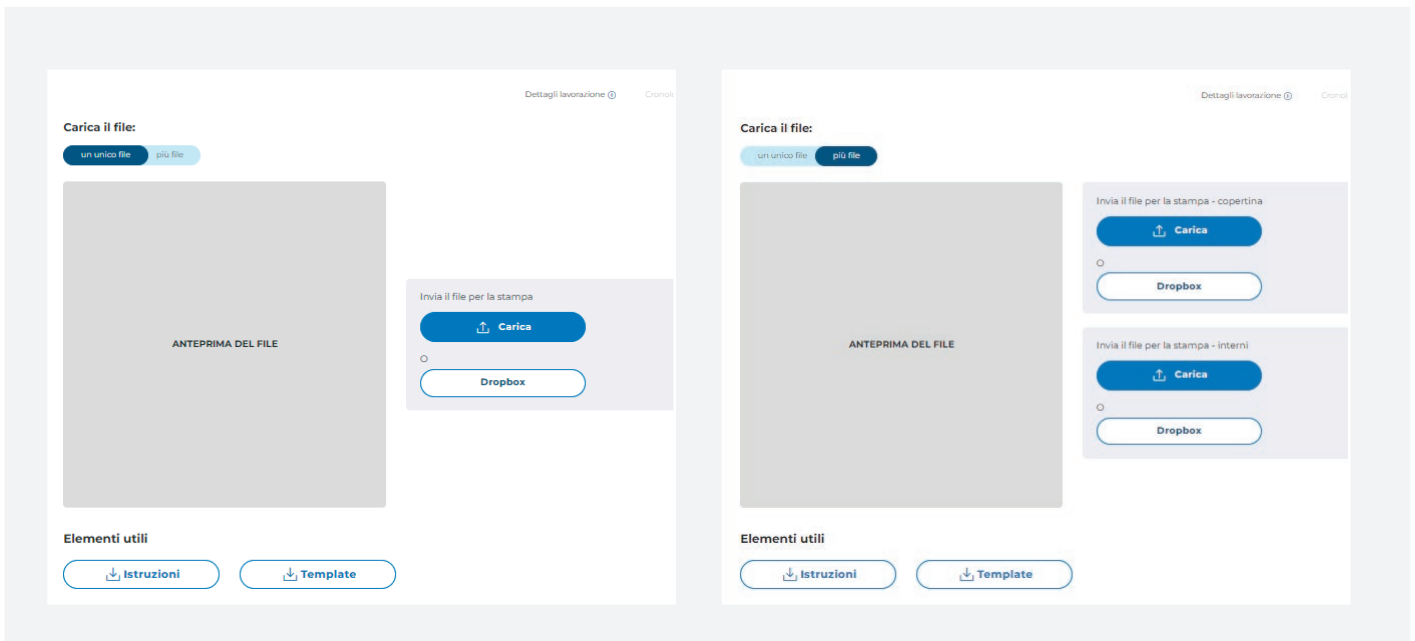 Dettagli lavorazione
Carica il file:
un unico file
più file
Invia il file per la stampa
Carica
O
Dropbox
ANTEPRIMA DEL FILE
Elementi utili
Istruzioni
Template
Dettagli lavorazione
Carica il file:
un unico file
più file
Invia il file per la stampa - copertina
Carica
O
Dropbox
ANTEPRIMA DEL FILE
Invia il file per la stampa - interni
Carica
O
Dropbox
Elementi utili
Istruzioni
Template